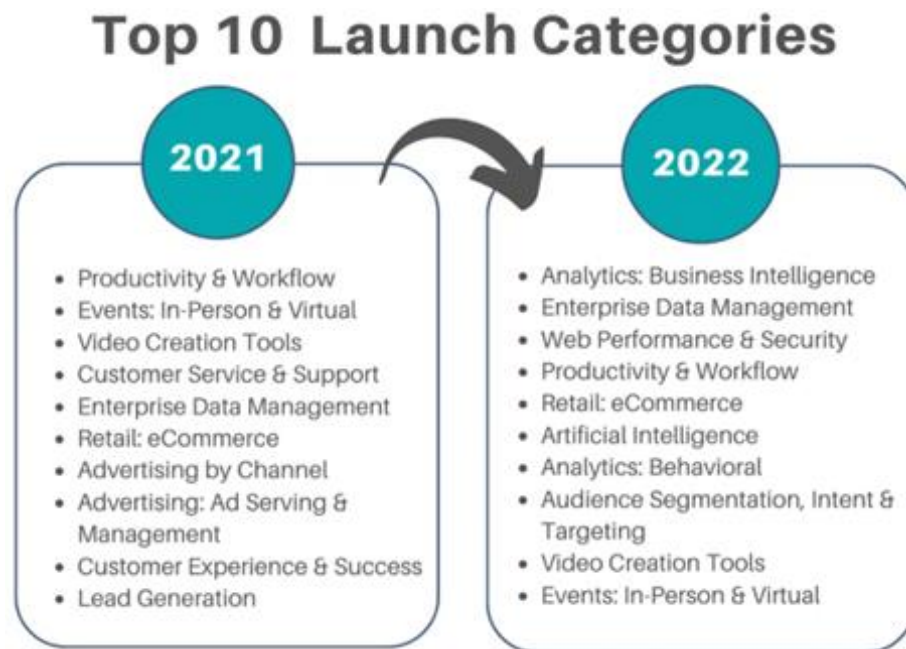 Top 10 Launch Categories
2021
• Productivity & Workflow
• Events: In-Person & Virtual
• Video Creation Tools
• Customer Service & Support
• Enterprise Data Management
• Retail: eCommerce
• Advertising by Channel
• Advertising: Ad Serving &
Management
• Customer Experience & Success
• Lead Generation
2022
• Analytics: Business Intelligence
• Enterprise Data Management
• Web Performance & Security
• Productivity & Workflow
• Retail: eCommerce
• Artificial Intelligence
• Analytics: Behavioral
• Audience Segmentation, Intent &
Targeting
• Video Creation Tools
• Events: In-Person & Virtual